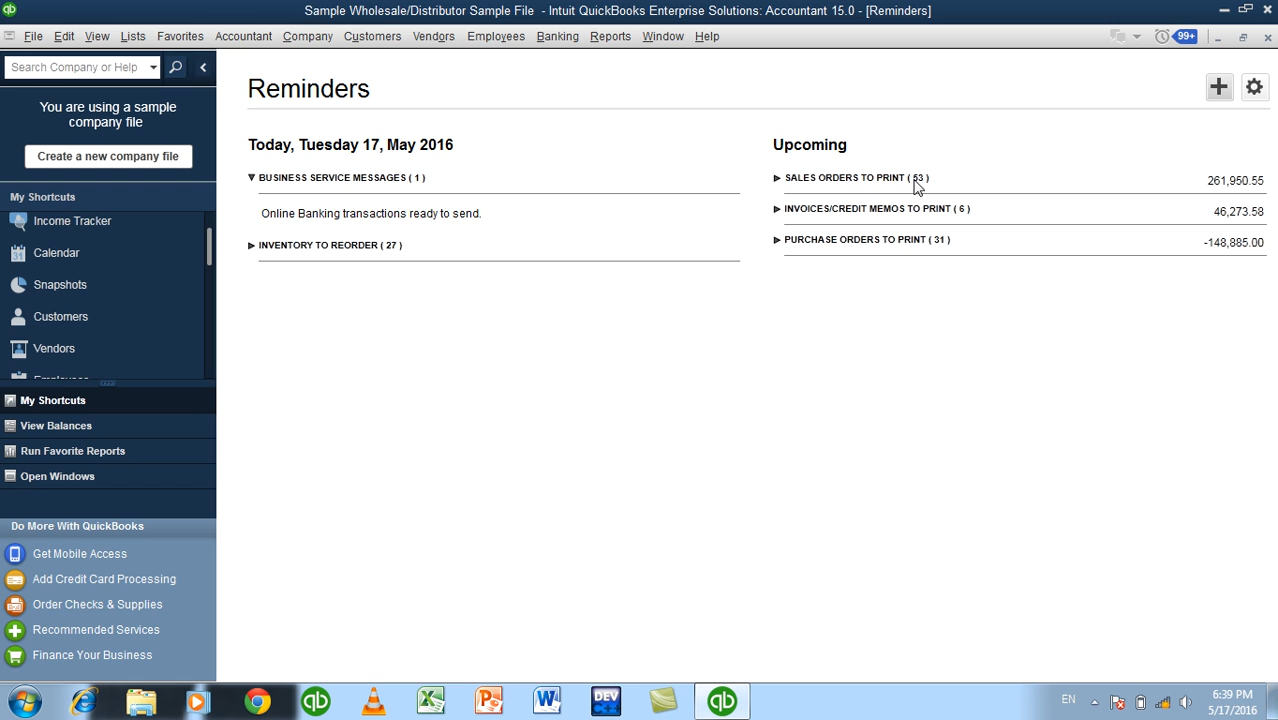 Sample Wholesale/Distributor Sample File - Intuit QuickBooks Enterprise Solutions: Accountant 15.0 - [Reminders]
File Edit View Lists Favorites Accountant Company Customers Vendors Employees Banking Reports Window Help 99+
Search Company or Help
You are using a sample
company file
Create a new company file
My Shortcuts
Income Tracker
Calendar
Snapshots
Customers
Vendors
Employees
My Shortcuts
View Balances
Run Favorite Reports
Open Windows
Do More With QuickBooks
Get Mobile Access
Add Credit Card Processing
Order Checks & Supplies
Recommended Services
Finance Your Business
Reminders
Today, Tuesday 17, May 2016
BUSINESS SERVICE MESSAGES ( 1 )
Online Banking transactions ready to send.
INVENTORY TO REORDER ( 27 )
Upcoming
SALES ORDERS TO PRINT ( 53 ) 261,950.55
INVOICES/CREDIT MEMOS TO PRINT ( 6 ) 46,273.58
PURCHASE ORDERS TO PRINT ( 31 ) -148,885.00
qb
DEV
C++
qb
EN
6:39 PM
5/17/2016